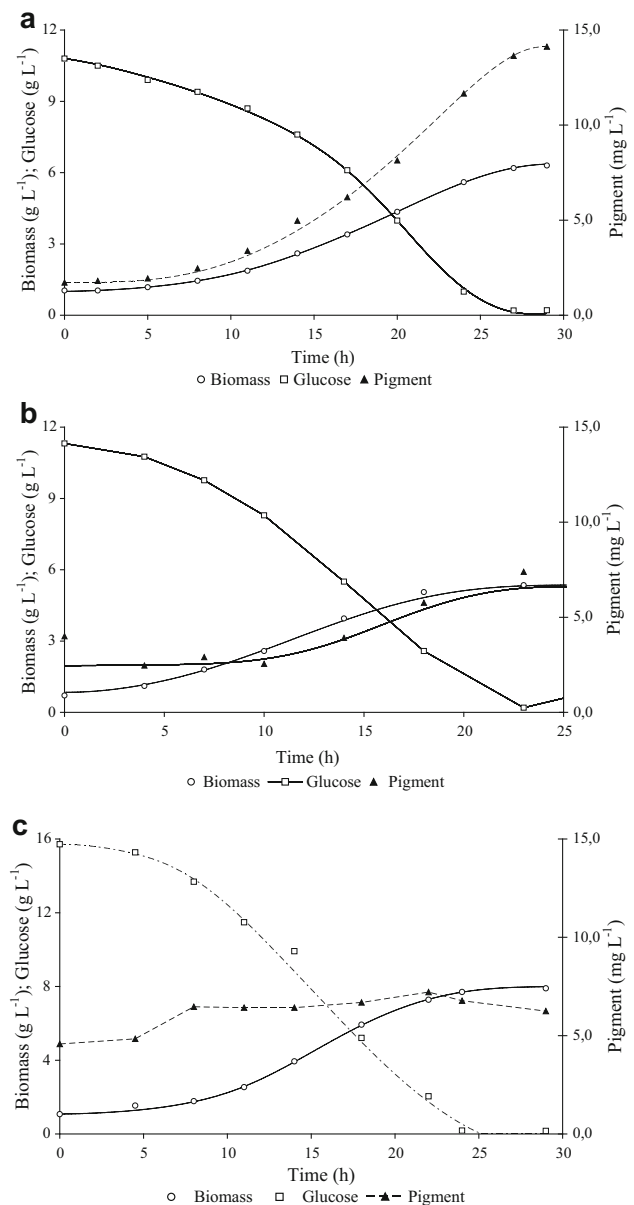 a
12
9
6
3
0
Biomass (g L⁻¹); Glucose (g L⁻¹)
15,0
10,0
5,0
0,0
Pigment (mg L⁻¹)
0 5 10 15 20 25 30
Time (h)
Biomass Glucose Pigment
b
12
9
6
3
0
Biomass (g L⁻¹); Glucose (g L⁻¹)
15,0
10,0
5,0
0,0
Pigment (mg L⁻¹)
0 5 10 15 20 25
Time (h)
Biomass Glucose Pigment
c
16
12
8
4
0
Biomass (g L⁻¹); Glucose (g L⁻¹)
15,0
10,0
5,0
0,0
Pigment (mg L⁻¹)
0 5 10 15 20 25 30
Time (h)
Biomass Glucose Pigment